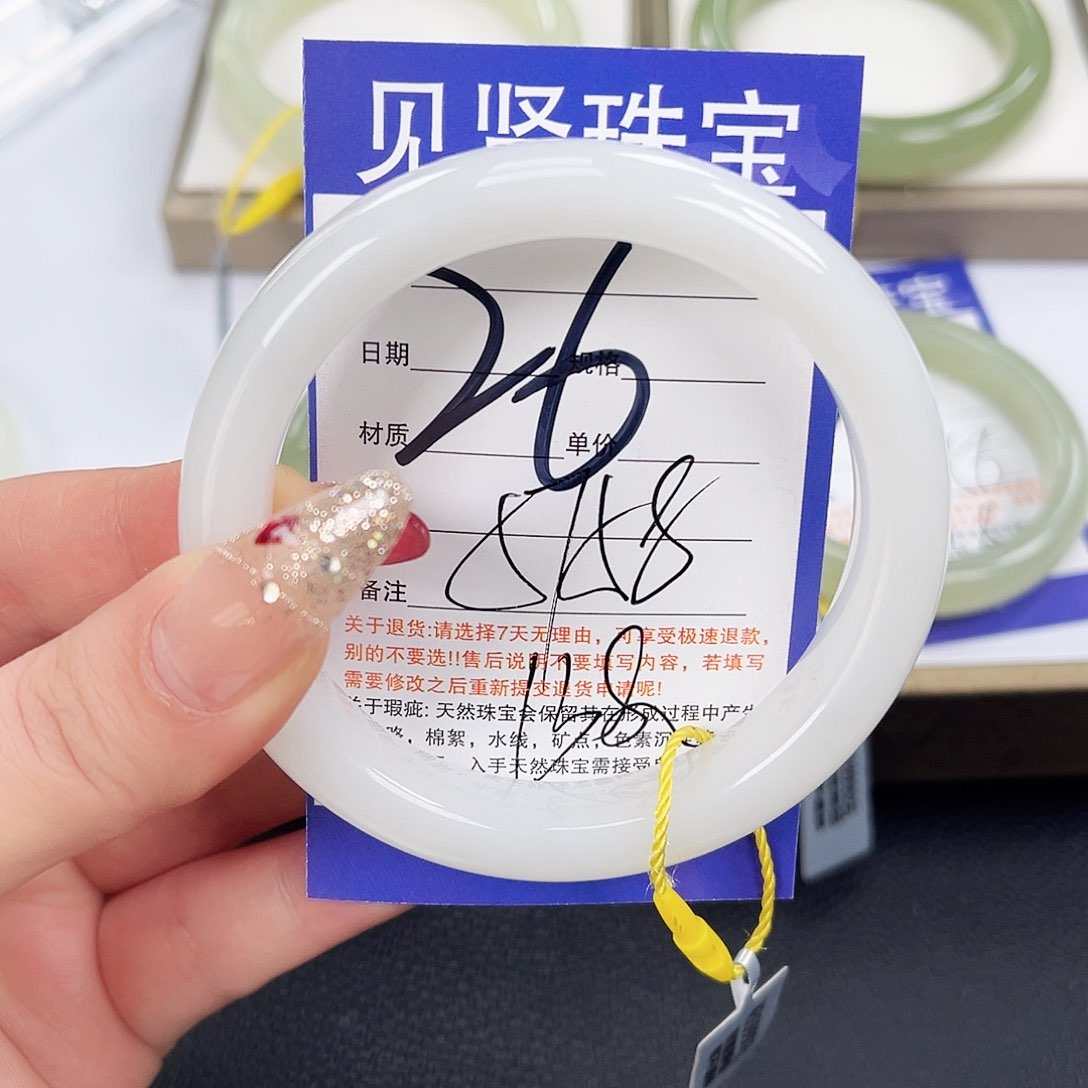 见贤珠宝
26
日期 规格
材质 单价
58
备注
关于退货:请选择7天无理由，可享受极速退款，
别的不要选!!售后说明不要填写内容，若填写
需要修改之后重新提交退货申请呢!
关于瑕疵: 天然珠宝会保留其在形成过程中产生
路，棉絮，水线，矿点，色素沉
入手天然珠宝需接受
138